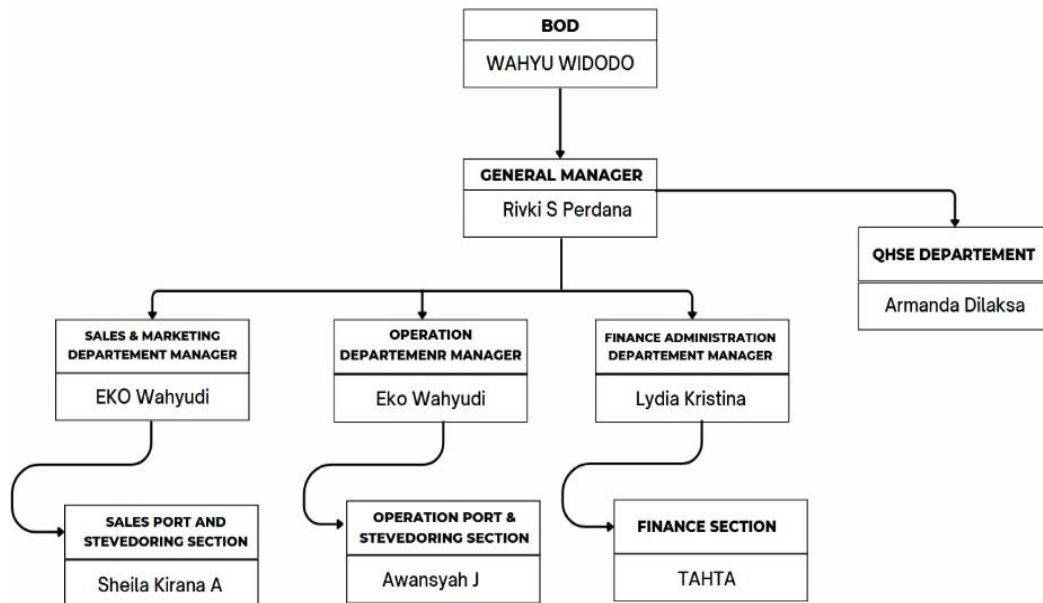 BOD
WAHYU WIDODO
GENERAL MANAGER
Rivki S Perdana
QHSE DEPARTEMENT
Armanda Dilaksa
SALES & MARKETING
DEPARTEMENT MANAGER
EKO Wahyudi
OPERATION
DEPARTEMENR MANAGER
Eko Wahyudi
FINANCE ADMINISTRATION
DEPARTEMENT MANAGER
Lydia Kristina
SALES PORT AND
STEVEDORING SECTION
Sheila Kirana A
OPERATION PORT &
STEVEDORING SECTION
Awansyah J
FINANCE SECTION
TAHTA